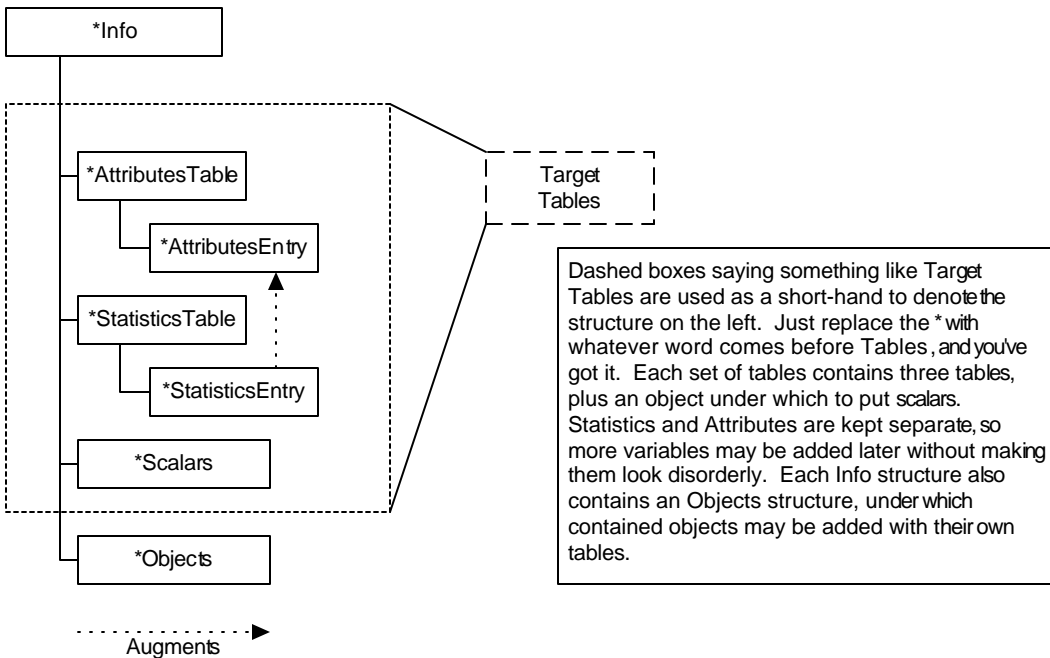 *Info
*AttributesTable
*AttributesEntry
*StatisticsTable
*StatisticsEntry
*Scalars
*Objects
Augments
Target
Tables
Dashed boxes saying something like Target
Tables are used as a short-hand to denote the
structure on the left. Just replace the * with
whatever word comes before Tables, and you've
got it. Each set of tables contains three tables,
plus an object under which to put scalars.
Statistics and Attributes are kept separate, so
more variables may be added later without making
them look disorderly. Each Info structure also
contains an Objects structure, under which
contained objects may be added with their own
tables.